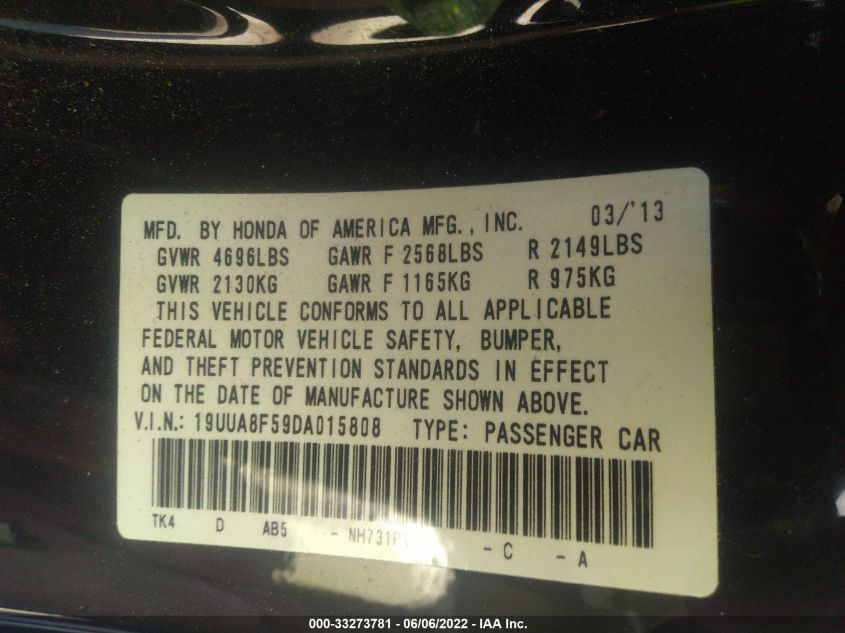 MFD. BY HONDA OF AMERICA MFG., INC. 03/'13
GVWR 4696LBS GAWR F 2568LBS R 2149LBS
GVWR 2130KG GAWR F 1165KG R 975KG
THIS VEHICLE CONFORMS TO ALL APPLICABLE
FEDERAL MOTOR VEHICLE SAFETY, BUMPER,
AND THEFT PREVENTION STANDARDS IN EFFECT
ON THE DATE OF MANUFACTURE SHOWN ABOVE.
V.I.N.: 19UUA8F59DA015808 TYPE: PASSENGER CAR
TK4 D AB5 - NH731P - C - A
000-33273781 - 06/06/2022 - IAA Inc.